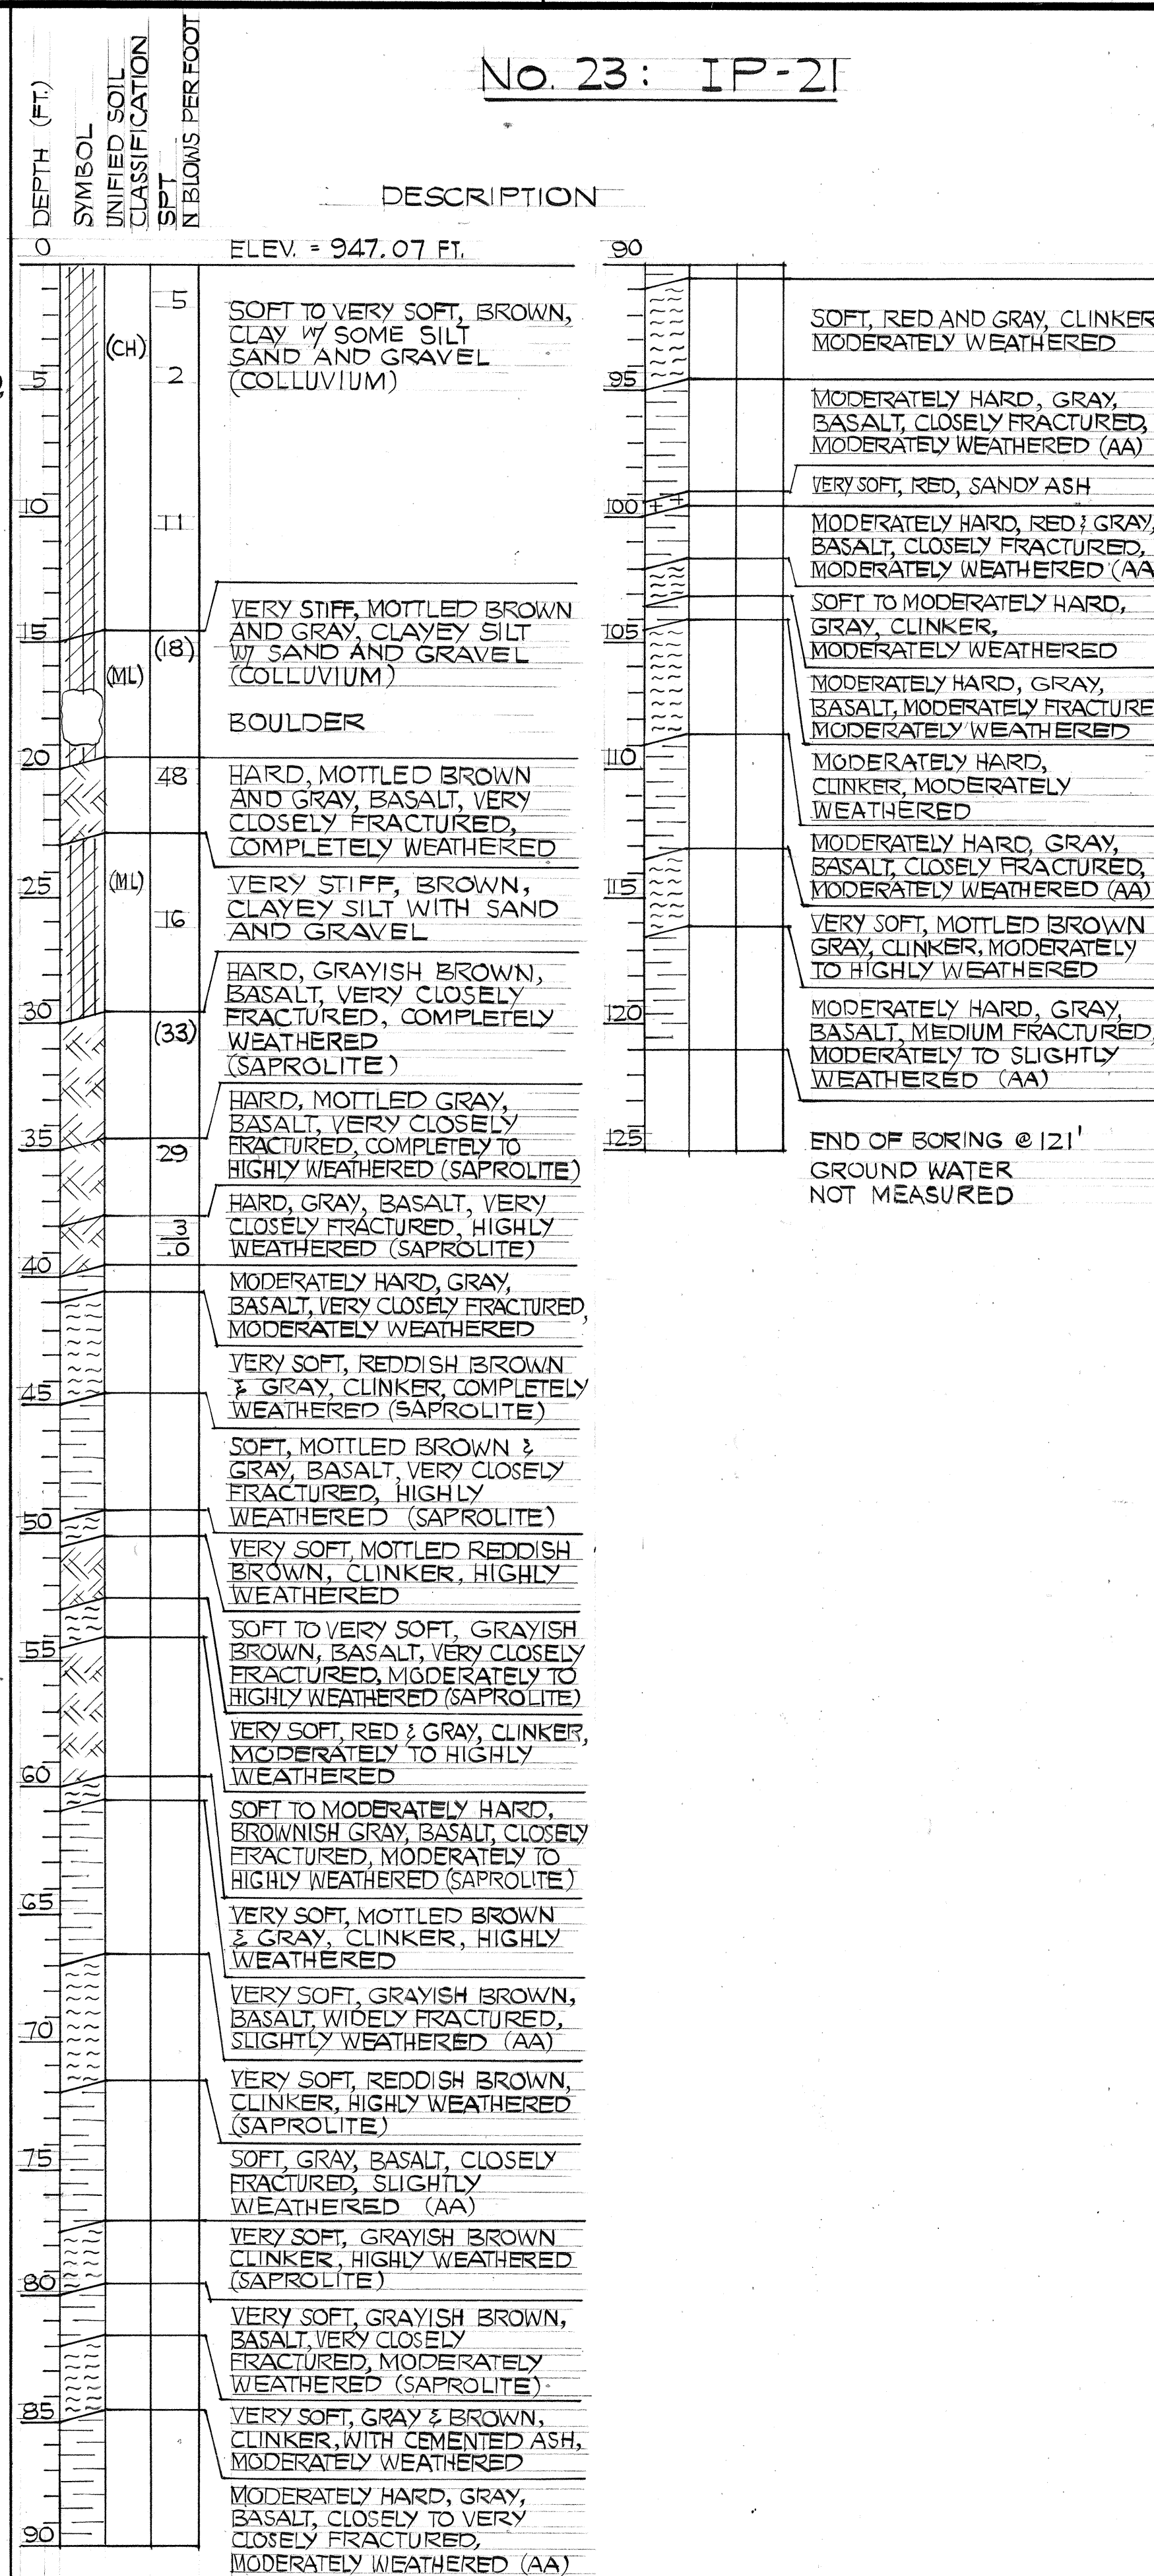 No. 23: IP-21
DEPTH (FT.)
SYMBOL
UNIFIED SOIL
CLASSIFICATION
SPT
N BLOWS PER FOOT
DESCRIPTION
0
ELEV. = 947.07 FT.
5
(CH)
2
5
SOFT TO VERY SOFT, BROWN,
CLAY W/ SOME SILT
SAND AND GRAVEL
(COLLUVIUM)
10
11
15
(18)
(ML)
VERY STIFF, MOTTLED BROWN
AND GRAY, CLAYEY SILT
W/ SAND AND GRAVEL
(COLLUVIUM)
BOULDER
20
48
HARD, MOTTLED BROWN
AND GRAY, BASALT, VERY
CLOSELY FRACTURED,
COMPLETELY WEATHERED
25
(ML)
16
VERY STIFF, BROWN,
CLAYEY SILT WITH SAND
AND GRAVEL
30
(33)
HARD, GRAYISH BROWN,
BASALT, VERY CLOSELY
FRACTURED, COMPLETELY
WEATHERED
(SAPROLITE)
35
29
HARD, MOTTLED GRAY,
BASALT, VERY CLOSELY
FRACTURED, COMPLETELY TO
HIGHLY WEATHERED (SAPROLITE)
3
.0
HARD, GRAY, BASALT, VERY
CLOSELY FRACTURED, HIGHLY
WEATHERED (SAPROLITE)
40
MODERATELY HARD, GRAY,
BASALT, VERY CLOSELY FRACTURED,
MODERATELY WEATHERED
45
VERY SOFT, REDDISH BROWN
& GRAY, CLINKER, COMPLETELY
WEATHERED (SAPROLITE)
SOFT, MOTTLED BROWN &
GRAY, BASALT, VERY CLOSELY
FRACTURED, HIGHLY
WEATHERED (SAPROLITE)
50
VERY SOFT, MOTTLED REDDISH
BROWN, CLINKER, HIGHLY
WEATHERED
55
SOFT TO VERY SOFT, GRAYISH
BROWN, BASALT, VERY CLOSELY
FRACTURED, MODERATELY TO
HIGHLY WEATHERED (SAPROLITE)
VERY SOFT, RED & GRAY, CLINKER,
MODERATELY TO HIGHLY
WEATHERED
60
SOFT TO MODERATELY HARD,
BROWNISH GRAY, BASALT, CLOSELY
FRACTURED, MODERATELY TO
HIGHLY WEATHERED (SAPROLITE)
65
VERY SOFT, MOTTLED BROWN
& GRAY, CLINKER, HIGHLY
WEATHERED
70
VERY SOFT, GRAYISH BROWN,
BASALT, WIDELY FRACTURED,
SLIGHTLY WEATHERED (AA)
VERY SOFT, REDDISH BROWN,
CLINKER, HIGHLY WEATHERED
(SAPROLITE)
75
SOFT, GRAY, BASALT, CLOSELY
FRACTURED, SLIGHTLY
WEATHERED (AA)
80
VERY SOFT, GRAYISH BROWN
CLINKER, HIGHLY WEATHERED
(SAPROLITE)
VERY SOFT, GRAYISH BROWN,
BASALT, VERY CLOSELY
FRACTURED, MODERATELY
WEATHERED (SAPROLITE)
85
VERY SOFT, GRAY & BROWN,
CLINKER, WITH CEMENTED ASH,
MODERATELY WEATHERED
90
MODERATELY HARD, GRAY,
BASALT, CLOSELY TO VERY
CLOSELY FRACTURED,
MODERATELY WEATHERED (AA)
90
SOFT, RED AND GRAY, CLINKER
MODERATELY WEATHERED
95
MODERATELY HARD, GRAY,
BASALT, CLOSELY FRACTURED,
MODERATELY WEATHERED (AA)
VERY SOFT, RED, SANDY ASH
100
MODERATELY HARD, RED & GRAY,
BASALT, CLOSELY FRACTURED,
MODERATELY WEATHERED (AA
SOFT TO MODERATELY HARD,
GRAY, CLINKER,
MODERATELY WEATHERED
105
MODERATELY HARD, GRAY,
BASALT, MODERATELY FRACTURE
MODERATELY WEATHERED
110
MODERATELY HARD,
CLINKER, MODERATELY
WEATHERED
MODERATELY HARD, GRAY,
BASALT, CLOSELY FRACTURED,
MODERATELY WEATHERED (AA)
115
VERY SOFT, MOTTLED BROWN
GRAY, CLINKER, MODERATELY
TO HIGHLY WEATHERED
120
MODERATELY HARD, GRAY,
BASALT, MEDIUM FRACTURED,
MODERATELY TO SLIGHTLY
WEATHERED (AA)
125
END OF BORING @ 121'
GROUND WATER
NOT MEASURED